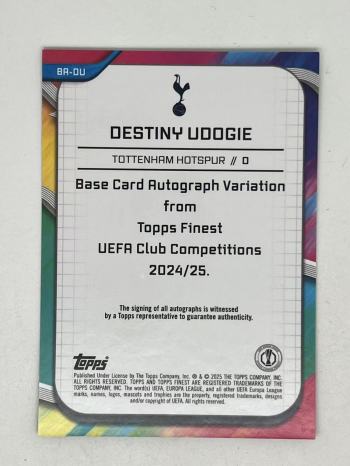 BA-DU
DESTINY UDOGIE
TOTTENHAM HOTSPUR // D
Base Card Autograph Variation
from
Topps Finest
UEFA Club Competitions
2024/25.
The signing of all autographs is witnessed
by a Topps representative to guarantee authenticity.
topps
Published Under License by The Topps Company, Inc. ® & © 2025 THE TOPPS COMPANY, INC.
ALL RIGHTS RESERVED. TOPPS AND TOPPS FINEST ARE REGISTERED TRADEMARKS OF THE
TOPPS COMPANY, INC. The word(s) UEFA, EUROPA LEAGUE, and all other UEFA Europa League
marks, names, logos, mascots and trophies are the property, registered trademarks, designs
and/or copyright of UEFA. All rights reserved.